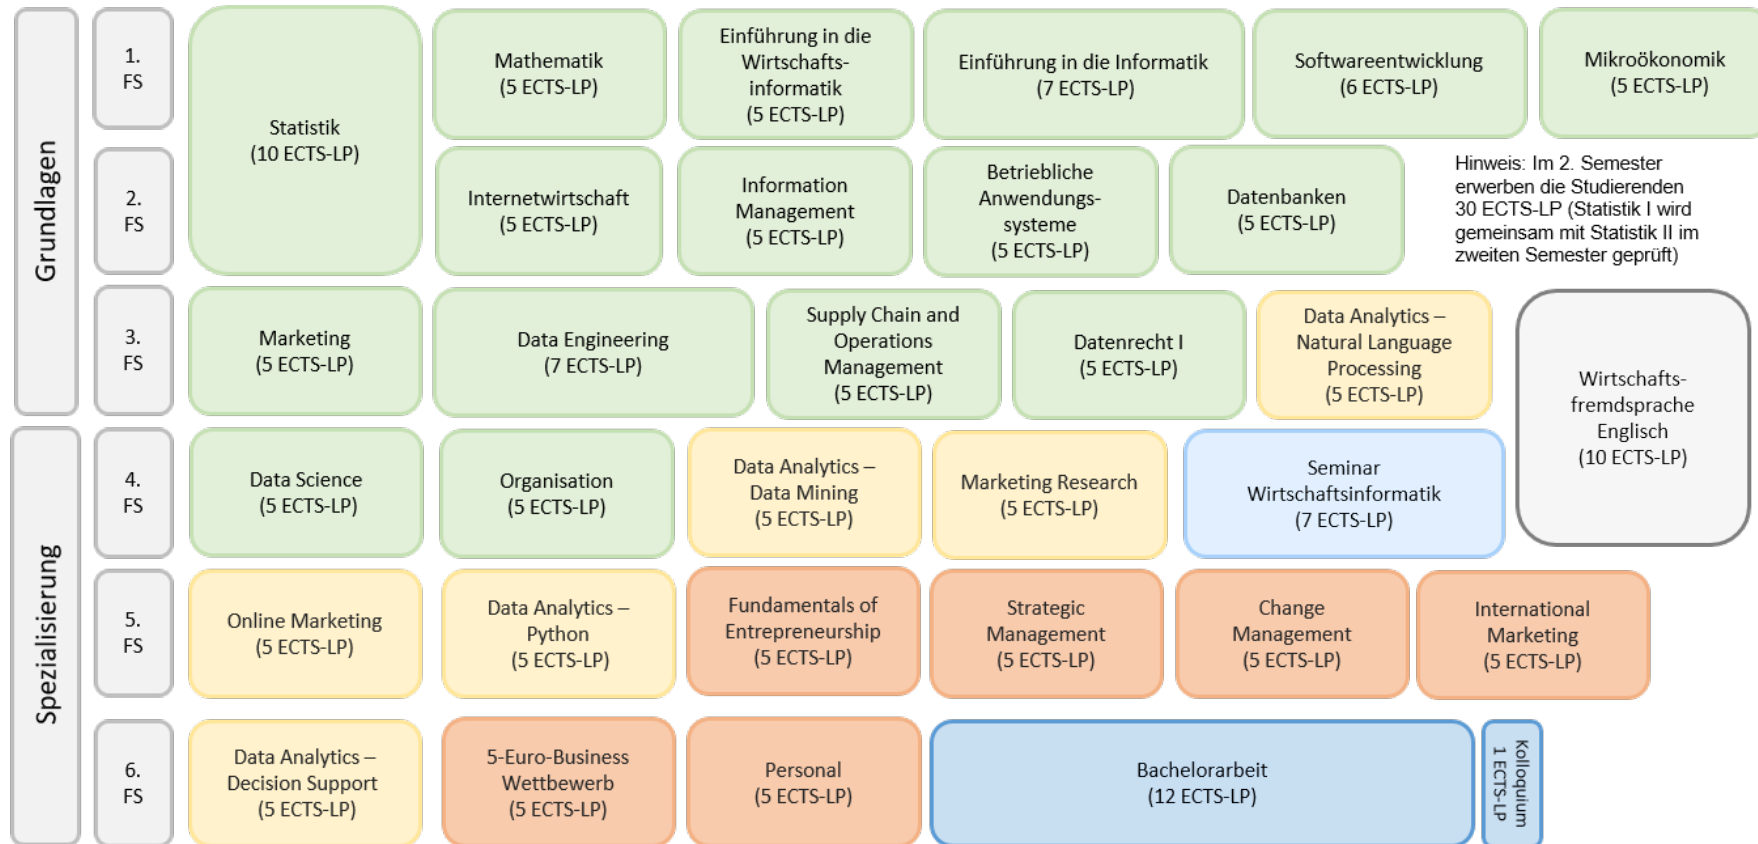 Grundlagen
1.
FS
Statistik
(10 ECTS-LP)
Mathematik
(5 ECTS-LP)
Einführung in die
Wirtschafts-
informatik
(5 ECTS-LP)
Einführung in die Informatik
(7 ECTS-LP)
Softwareentwicklung
(6 ECTS-LP)
Mikroökonomik
(5 ECTS-LP)
2.
FS
Internetwirtschaft
(5 ECTS-LP)
Information
Management
(5 ECTS-LP)
Betriebliche
Anwendungs-
systeme
(5 ECTS-LP)
Datenbanken
(5 ECTS-LP)
Hinweis: Im 2. Semester
erwerben die Studierenden
30 ECTS-LP (Statistik I wird
gemeinsam mit Statistik II im
zweiten Semester geprüft)
3.
FS
Marketing
(5 ECTS-LP)
Data Engineering
(7 ECTS-LP)
Supply Chain and
Operations
Management
(5 ECTS-LP)
Datenrecht I
(5 ECTS-LP)
Data Analytics –
Natural Language
Processing
(5 ECTS-LP)
Wirtschafts-
fremdsprache
Englisch
(10 ECTS-LP)
Spezialisierung
4.
FS
Data Science
(5 ECTS-LP)
Organisation
(5 ECTS-LP)
Data Analytics –
Data Mining
(5 ECTS-LP)
Marketing Research
(5 ECTS-LP)
Seminar
Wirtschaftsinformatik
(7 ECTS-LP)
5.
FS
Online Marketing
(5 ECTS-LP)
Data Analytics –
Python
(5 ECTS-LP)
Fundamentals of
Entrepreneurship
(5 ECTS-LP)
Strategic
Management
(5 ECTS-LP)
Change
Management
(5 ECTS-LP)
International
Marketing
(5 ECTS-LP)
6.
FS
Data Analytics –
Decision Support
(5 ECTS-LP)
5-Euro-Business
Wettbewerb
(5 ECTS-LP)
Personal
(5 ECTS-LP)
Bachelorarbeit
(12 ECTS-LP)
Kolloquium
1 ECTS-LP